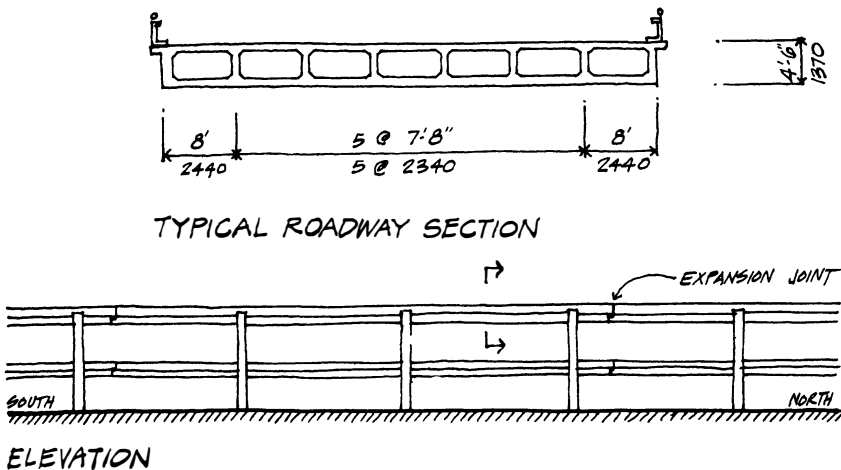 4'-6"
1370
8' 5 @ 7'-8" 8'
2440 5 @ 2340 2440
TYPICAL ROADWAY SECTION
EXPANSION JOINT
SOUTH NORTH
ELEVATION